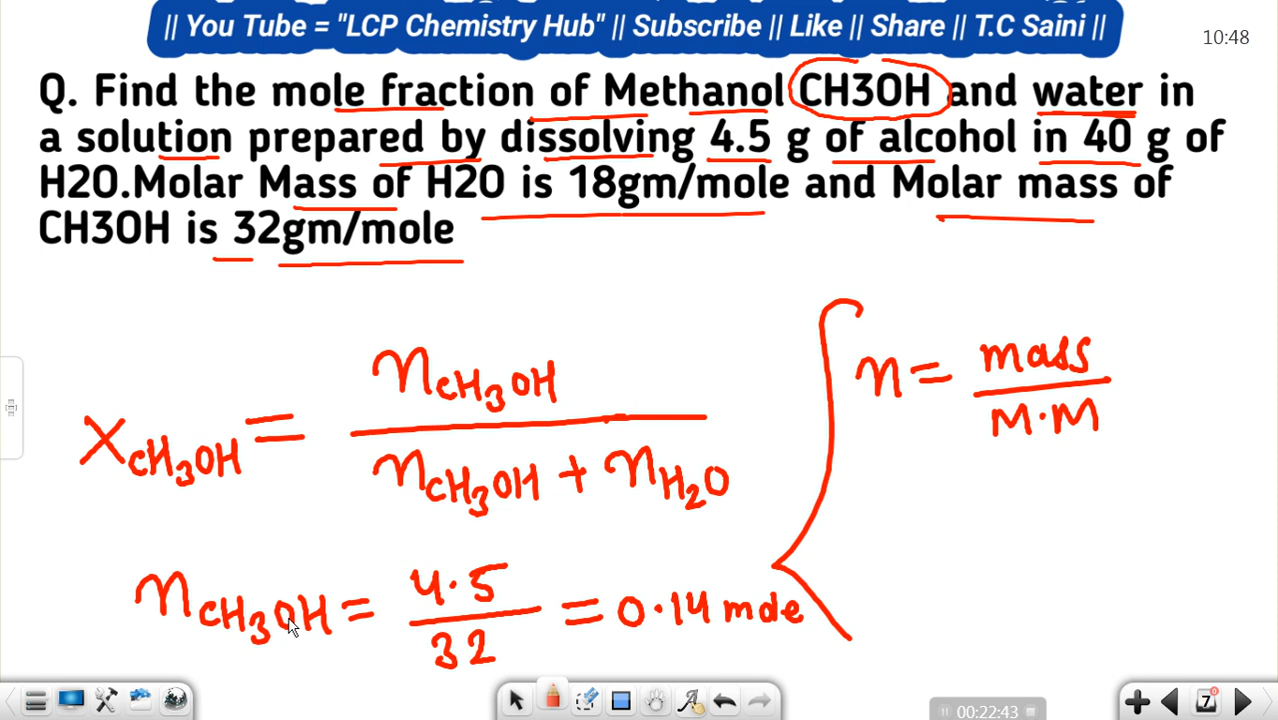 || You Tube = "LCP Chemistry Hub" || Subscribe || Like || Share || T.C Saini ||
10:48
Q. Find the mole fraction of Methanol CH3OH and water in
a solution prepared by dissolving 4.5 g of alcohol in 40 g of
H2O.Molar Mass of H2O is 18gm/mole and Molar mass of
CH3OH is 32gm/mole
XCH3OH = nCH3OH / nCH3OH + nH2O
n = mass / M.M
nCH3OH = 4.5 / 32 = 0.14 mole
7
00:22:43